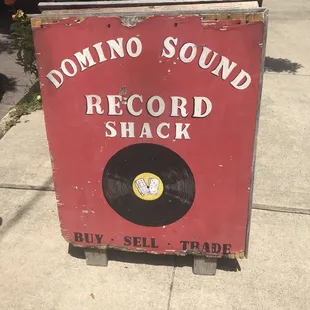 DOMINO SOUND
RECORD
SHACK
BUY · SELL · TRADE